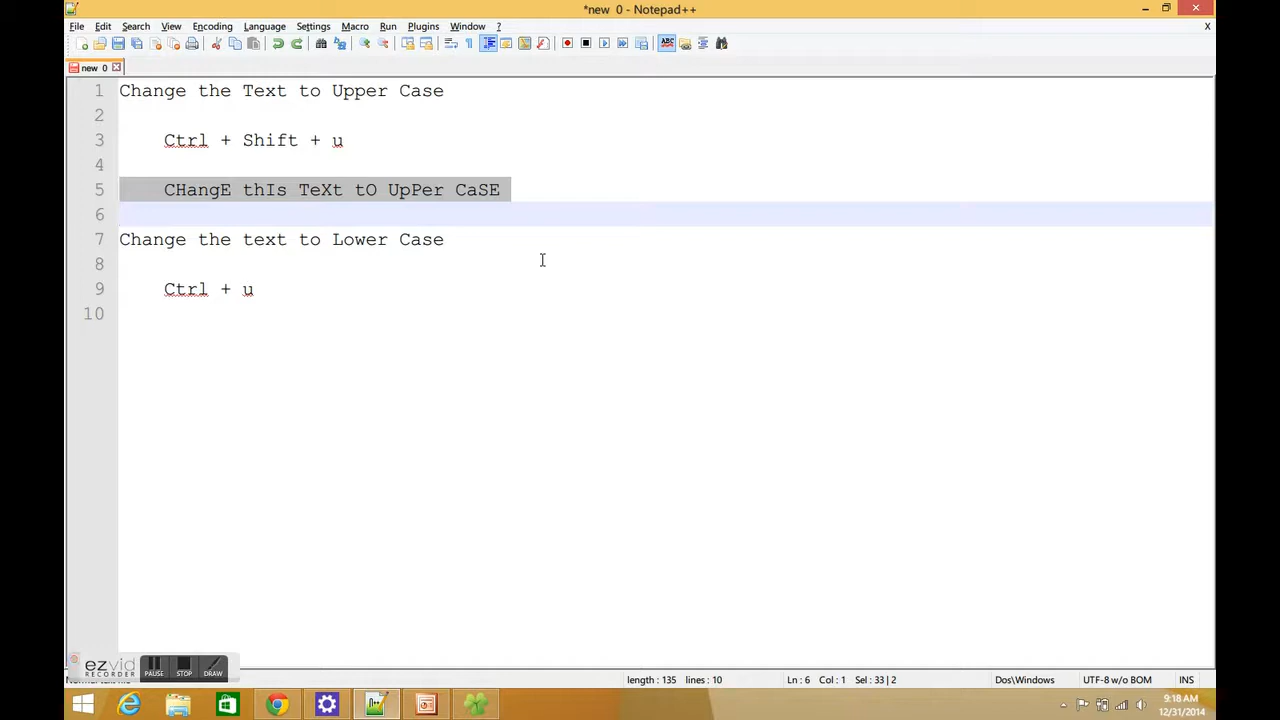 *new  0 - Notepad++
File Edit Search View Encoding Language Settings Macro Run Plugins Window ?
X
new 0
1 Change the Text to Upper Case
2
3 Ctrl + Shift + u
4
5 CHangE thIs TeXt tO UpPer CaSE
6
7 Change the text to Lower Case
8
9 Ctrl + u
10
ezvid
RECORDER
PAUSE STOP DRAW
length : 135 lines : 10 Ln : 6 Col : 1 Sel : 33 | 2 Dos\Windows UTF-8 w/o BOM INS
9:18 AM
12/31/2014